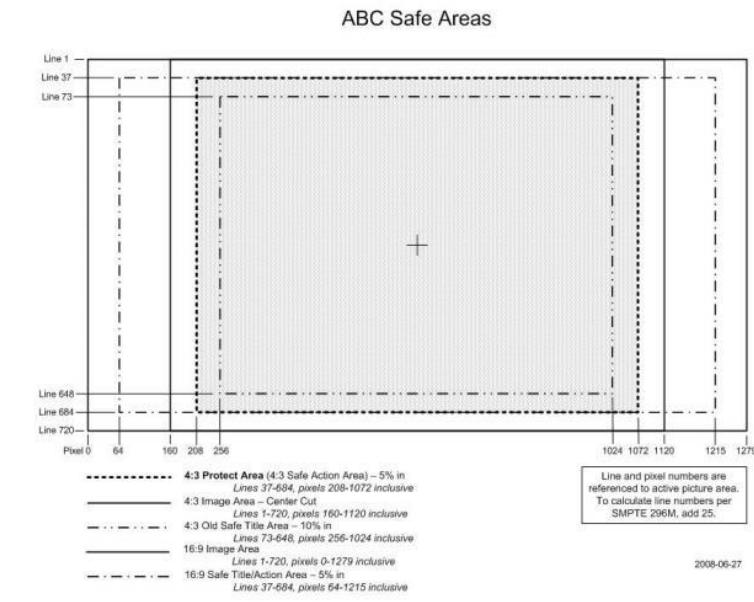 ABC Safe Areas
Line 1
Line 37
Line 73
Line 648
Line 684
Line 720
Pixel 0 64 160 208 256 1024 1072 1120 1215 1279
4:3 Protect Area (4:3 Safe Action Area) – 5% in
Lines 37-684, pixels 208-1072 inclusive
4:3 Image Area – Center Cut
Lines 1-720, pixels 160-1120 inclusive
4:3 Old Safe Title Area – 10% in
Lines 73-648, pixels 256-1024 inclusive
16:9 Image Area
Lines 1-720, pixels 0-1279 inclusive
16:9 Safe Title/Action Area – 5% in
Lines 37-684, pixels 64-1215 inclusive
Line and pixel numbers are
referenced to active picture area.
To calculate line numbers per
SMPTE 296M, add 25.
2008-06-27